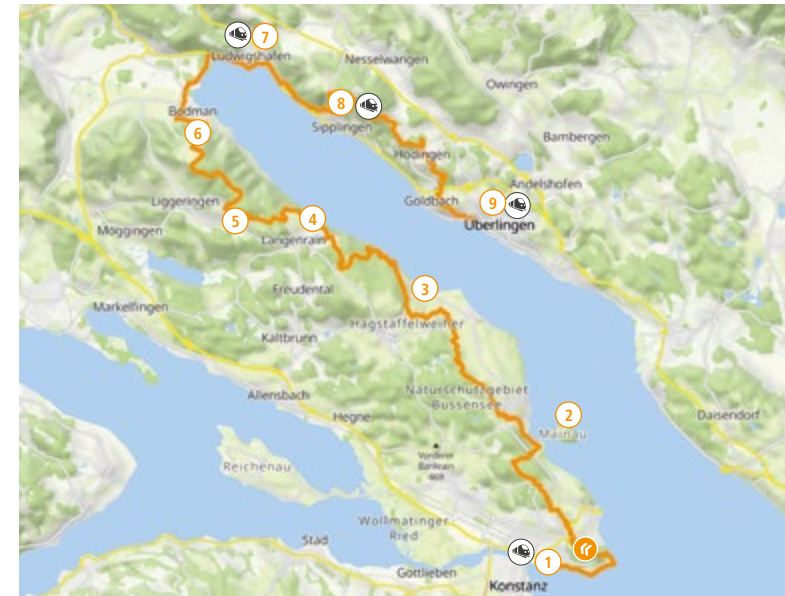 7
Ludwigshafen
Nesselwangen
Owingen
8
Bodman
Sipplingen
6
Bambergen
Hödingen
Andelshofen
Liggeringen
Goldbach
9
Überlingen
5
4
Möggingen
Langenrain
Freudental
3
Markelfingen
Hagstaffelweiher
Kaltbrunn
Allensbach
Naturschutzgebiet
Bussensee
Hegne
2
Daisendorf
Mainau
Reichenau
Vorderer
Wollmatinger
Ried
Stad
1
Gottlieben
Konstanz